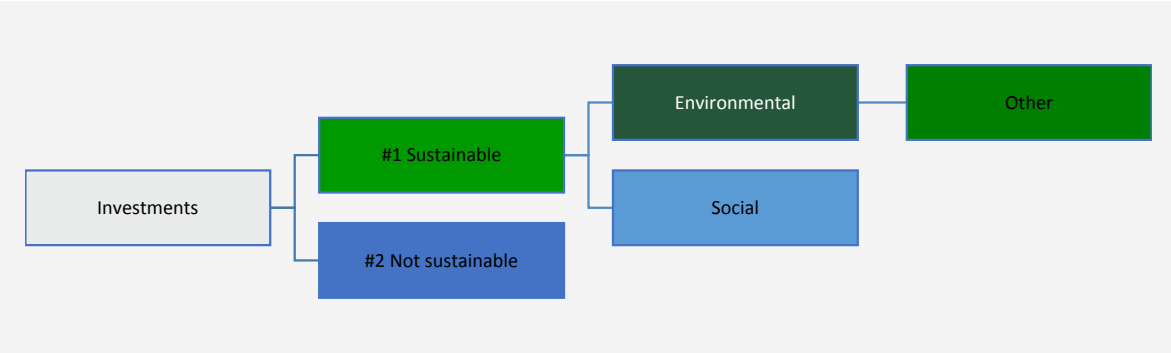 Environmental
Other
#1 Sustainable
Investments
Social
#2 Not sustainable